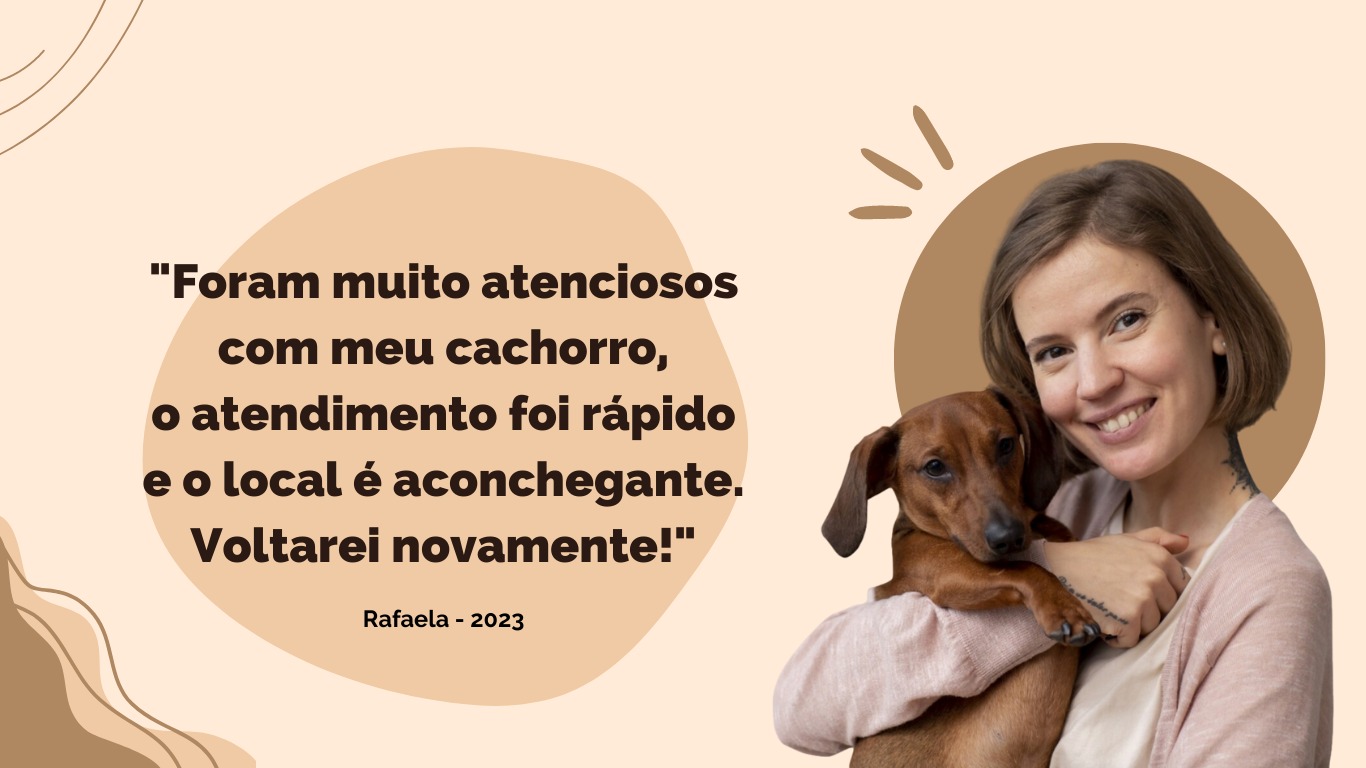 "Foram muito atenciosos
com meu cachorro,
o atendimento foi rápido
e o local é aconchegante.
Voltarei novamente!"
Rafaela - 2023